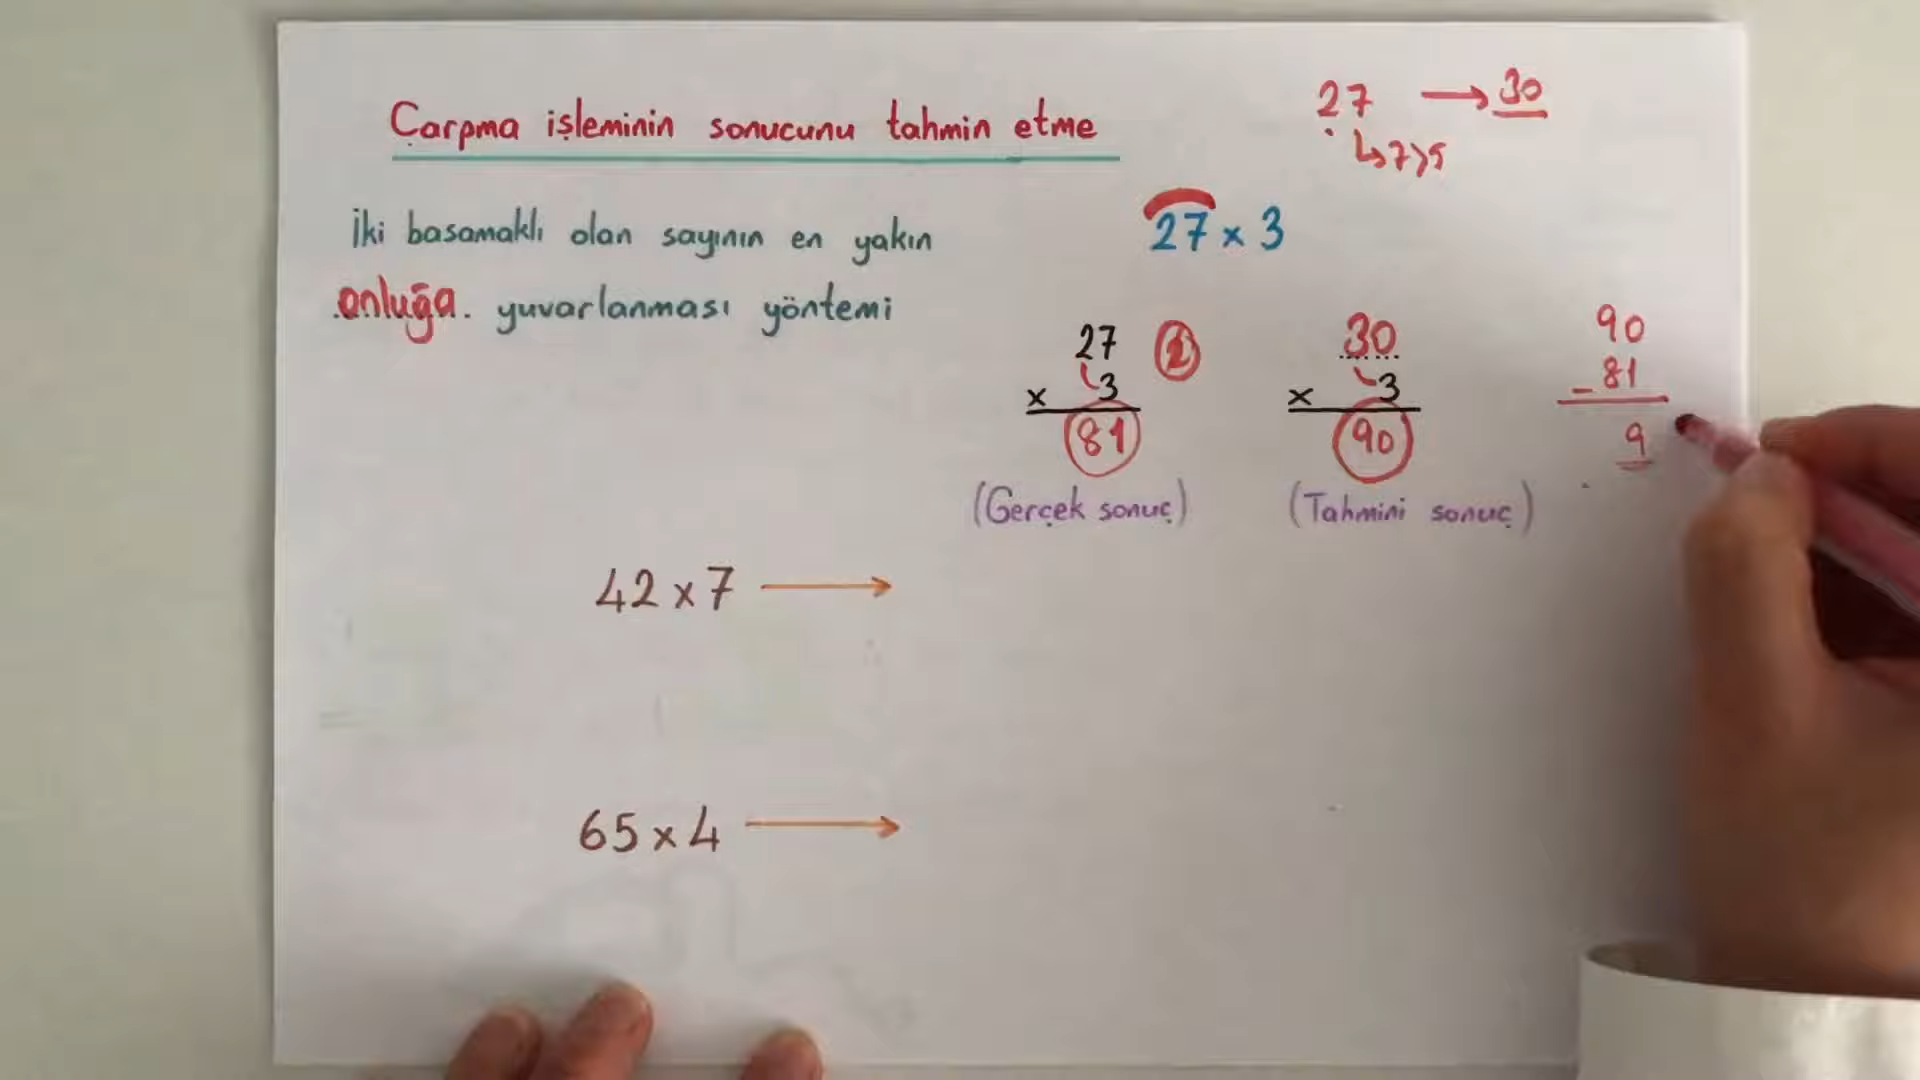 Çarpma işleminin sonucunu tahmin etme
27 → 30
↳ 7>5
İki basamaklı olan sayının en yakın
onluğa yuvarlanması yöntemi
27 x 3
27 2
x 3
81
(Gerçek sonuç)
30
x 3
90
(Tahmini sonuç)
90
- 81
9
42 x 7 →
65 x 4 →